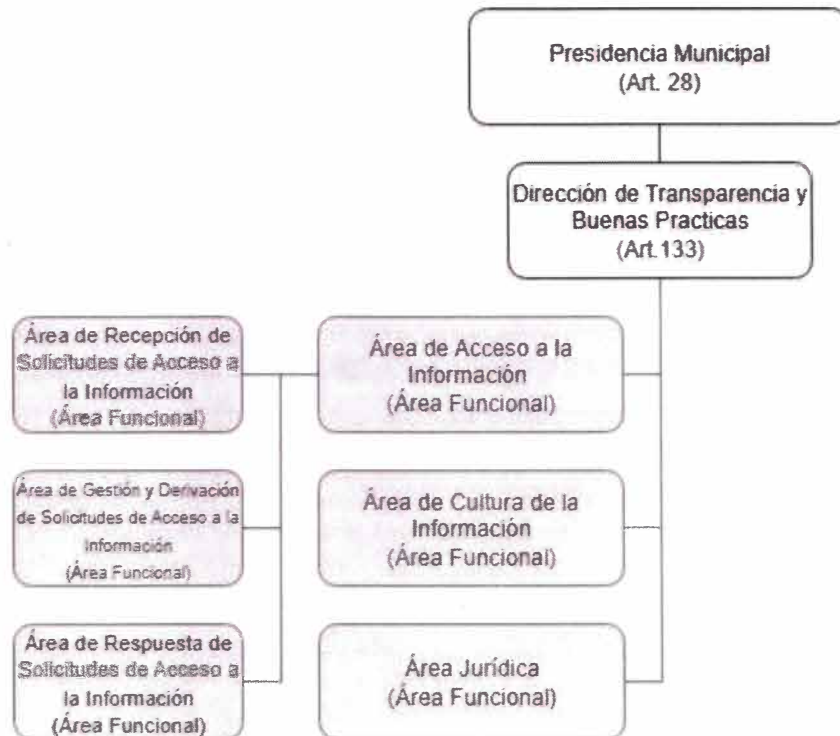 Presidencia Municipal
(Art. 28)
Dirección de Transparencia y
Buenas Practicas
(Art.133)
Área de Recepción de
Solicitudes de Acceso a
la Información
(Área Funcional)
Área de Acceso a la
Información
(Área Funcional)
Área de Gestión y Derivación
de Solicitudes de Acceso a la
Información
(Área Funcional)
Área de Cultura de la
Información
(Área Funcional)
Área de Respuesta de
Solicitudes de Acceso a
la Información
(Área Funcional)
Área Jurídica
(Área Funcional)